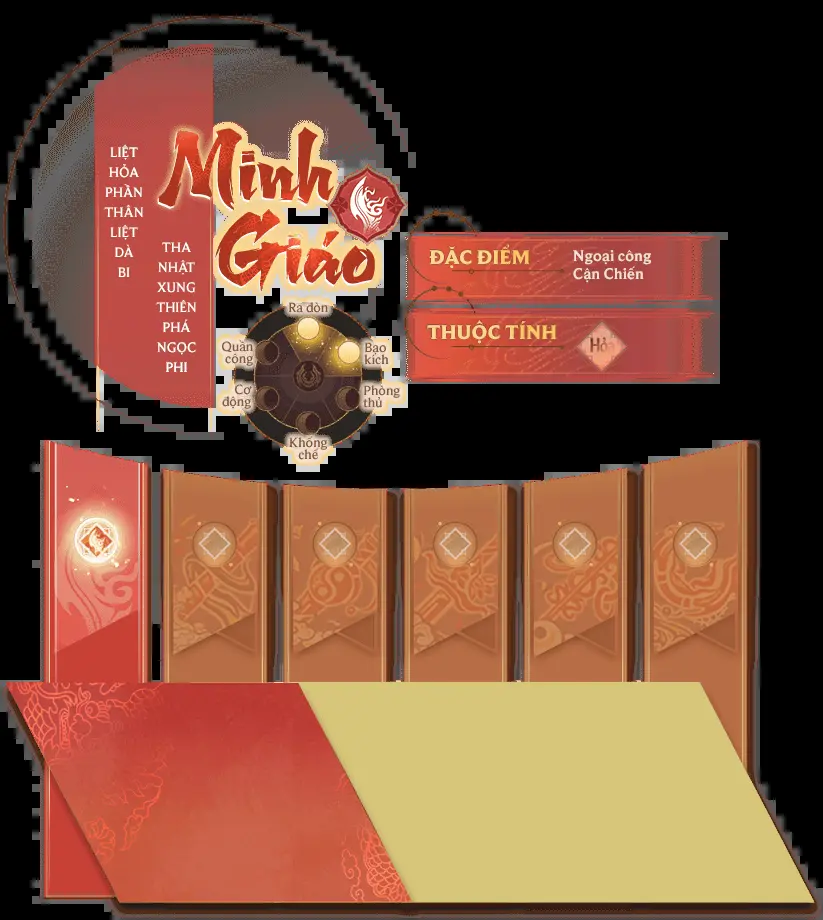 LIỆT
HỎA
PHẦN
THÂN
LIỆT
DÀ
BI
THA
NHẬT
XUNG
THIÊN
PHÁ
NGỌC
PHI
Minh
Giáo
Ra đòn
Quần
công
Bạo
kích
Cơ
động
Phòng
thủ
Khống
chế
ĐẶC ĐIỂM
Ngoại công
Cận Chiến
THUỘC TÍNH
Hỏa